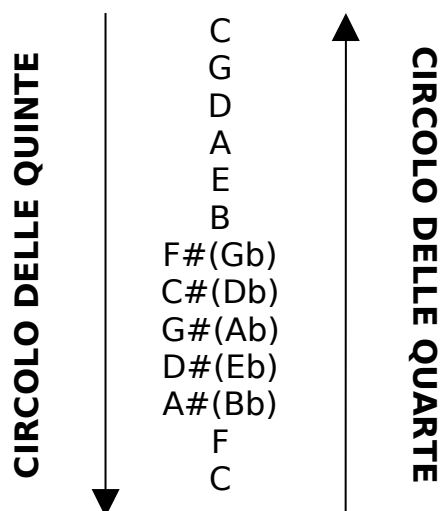 CIRCOLO DELLE QUINTE
C
G
D
A
E
B
F#(Gb)
C#(Db)
G#(Ab)
D#(Eb)
A#(Bb)
F
C
CIRCOLO DELLE QUARTE